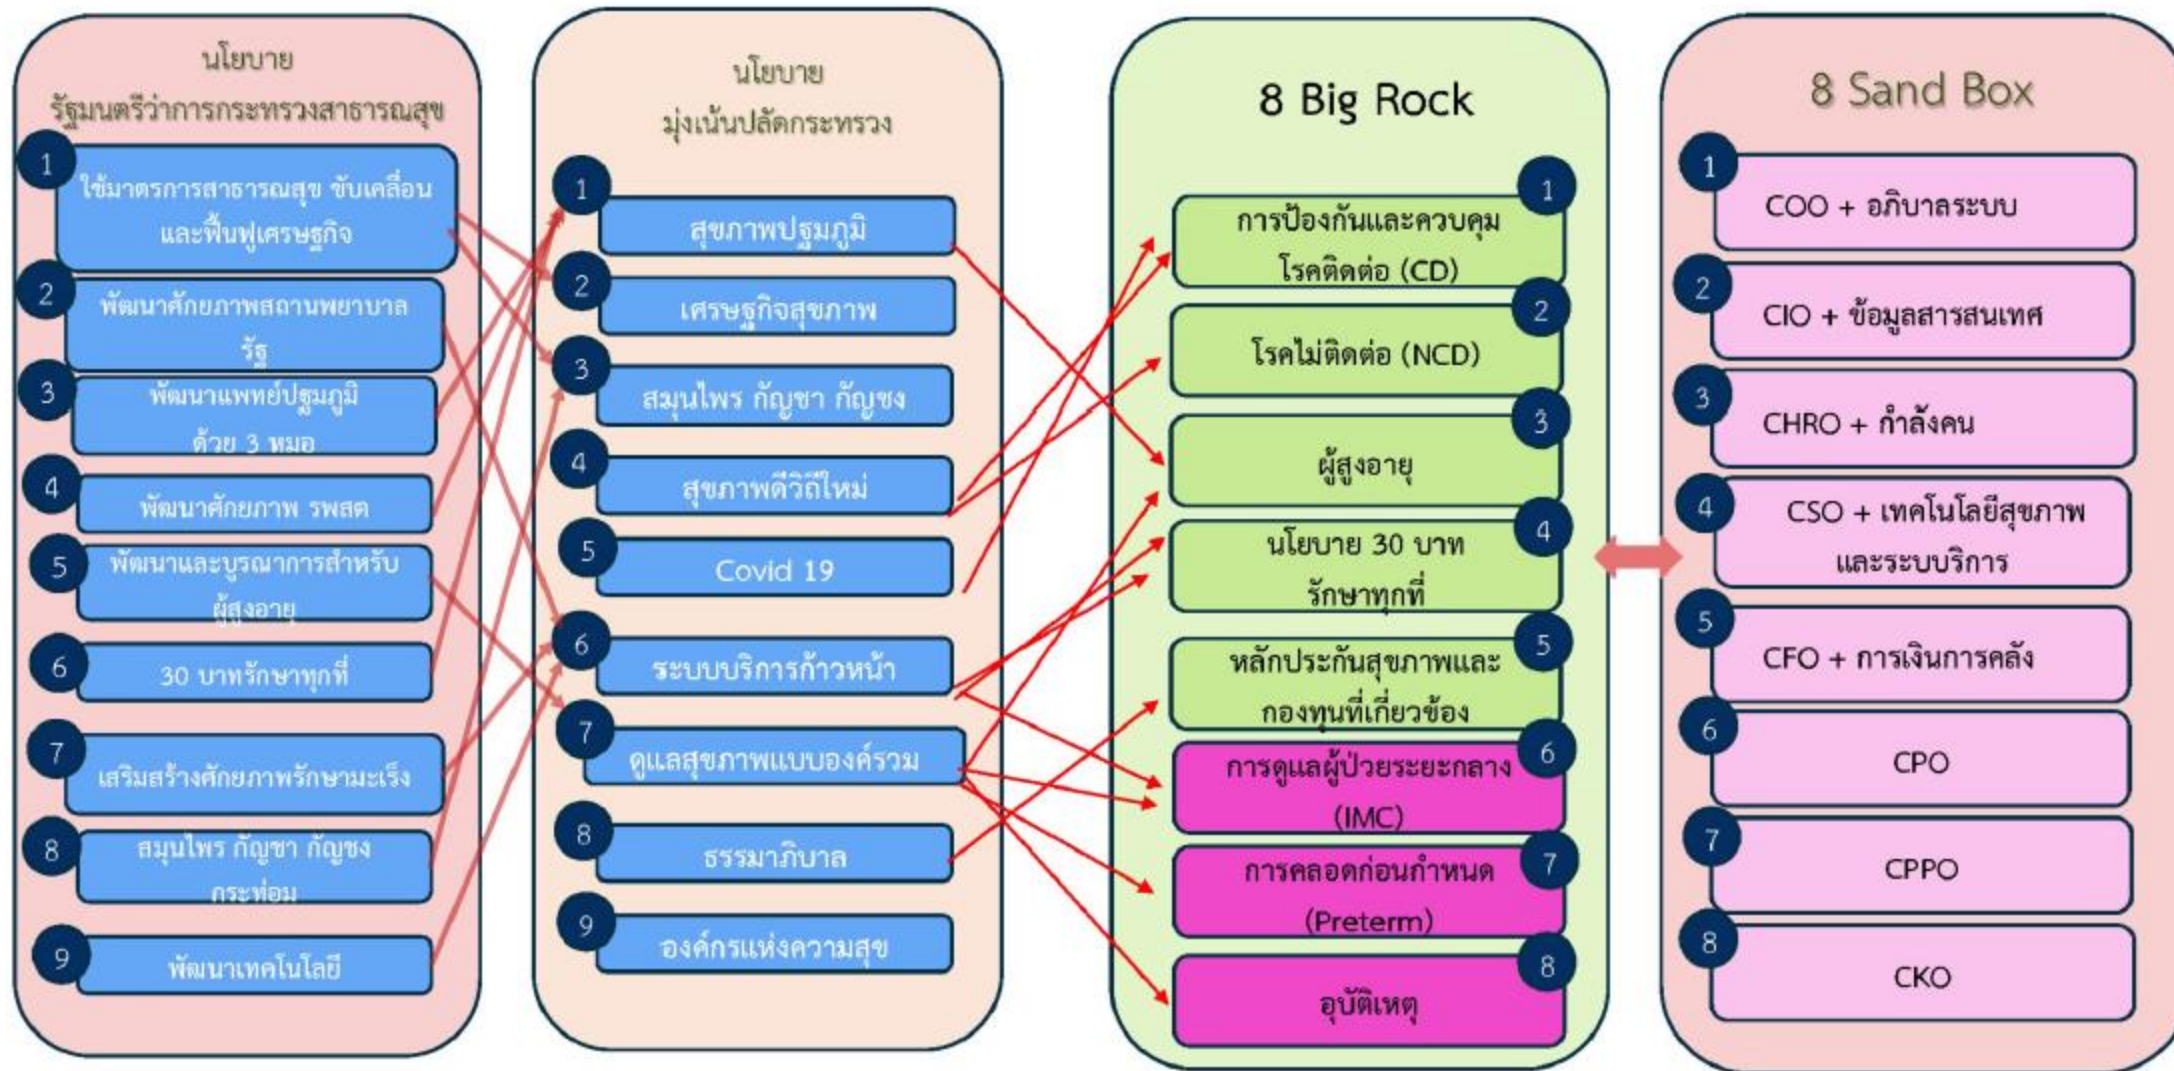 นโยบาย
รัฐมนตรีว่าการกระทรวงสาธารณสุข
1
ใช้มาตรการสาธารณสุข ขับเคลื่อน
และฟื้นฟูเศรษฐกิจ
2
พัฒนาศักยภาพสถานพยาบาล
รัฐ
3
พัฒนาแพทย์ปฐมภูมิ
ด้วย 3 หมอ
4
พัฒนาศักยภาพ รพสต
5
พัฒนาและบูรณาการสำหรับ
ผู้สูงอายุ
6
30 บาทรักษาทุกที่
7
เสริมสร้างศักยภาพรักษามะเร็ง
8
สมุนไพร กัญชา กัญชง
กระท่อม
9
พัฒนาเทคโนโลยี
นโยบาย
มุ่งเน้นปลัดกระทรวง
1
สุขภาพปฐมภูมิ
2
เศรษฐกิจสุขภาพ
3
สมุนไพร กัญชา กัญชง
4
สุขภาพดีวิถีใหม่
5
Covid 19
6
ระบบบริการก้าวหน้า
7
ดูแลสุขภาพแบบองค์รวม
8
ธรรมาภิบาล
9
องค์กรแห่งความสุข
8 Big Rock
1
การป้องกันและควบคุม
โรคติดต่อ (CD)
2
โรคไม่ติดต่อ (NCD)
3
ผู้สูงอายุ
4
นโยบาย 30 บาท
รักษาทุกที่
5
หลักประกันสุขภาพและ
กองทุนที่เกี่ยวข้อง
6
การดูแลผู้ป่วยระยะกลาง
(IMC)
7
การคลอดก่อนกำหนด
(Preterm)
8
อุบัติเหตุ
8 Sand Box
1
COO + อภิบาลระบบ
2
CIO + ข้อมูลสารสนเทศ
3
CHRO + กำลังคน
4
CSO + เทคโนโลยีสุขภาพ
และระบบบริการ
5
CFO + การเงินการคลัง
6
CPO
7
CPPO
8
CKO